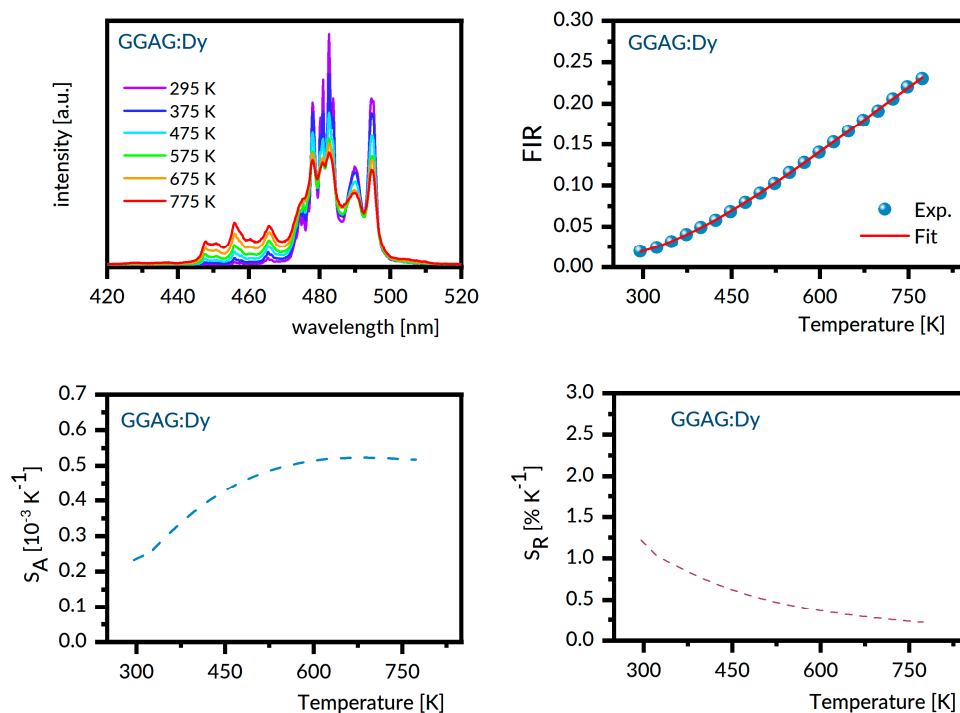 GGAG:Dy
295 K
375 K
475 K
575 K
675 K
775 K
intensity [a.u.]
420 440 460 480 500 520
wavelength [nm]
GGAG:Dy
0.30
0.25
0.20
0.15
0.10
0.05
0.00
FIR
Exp.
Fit
300 450 600 750
Temperature [K]
GGAG:Dy
0.7
0.6
0.5
0.4
0.3
0.2
0.1
0.0
S_A [10⁻³ K⁻¹]
300 450 600 750
Temperature [K]
GGAG:Dy
3.0
2.5
2.0
1.5
1.0
0.5
0.0
S_R [% K⁻¹]
300 450 600 750
Temperature [K]